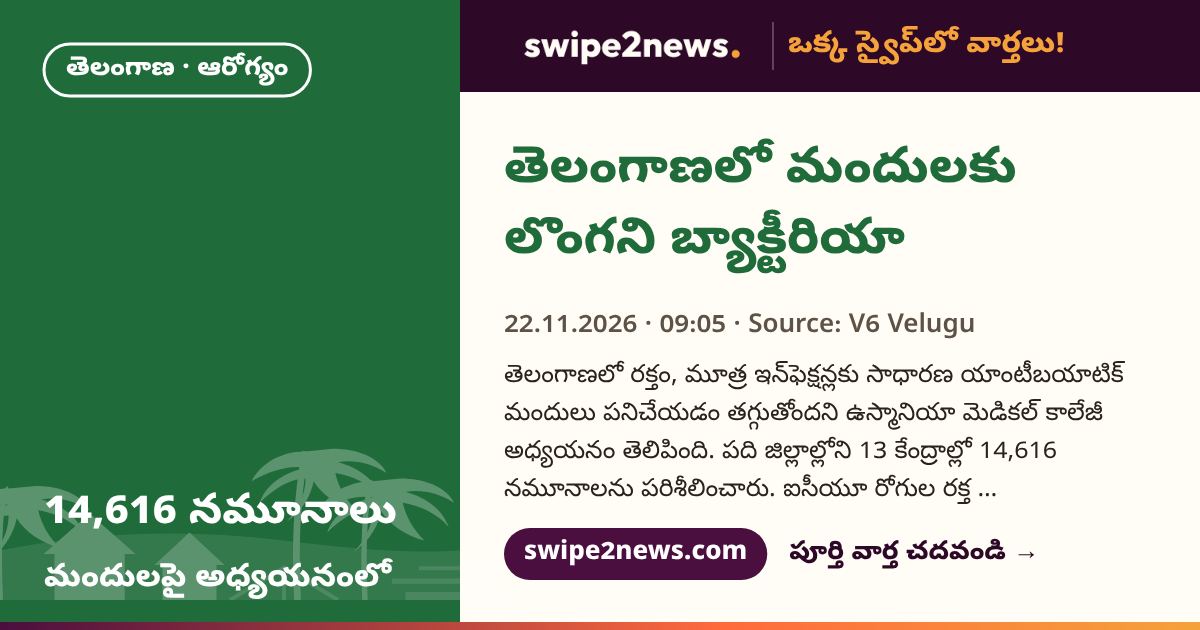 తెలంగాణ · ఆరోగ్యం
14,616 నమూనాలు
మందులపై అధ్యయనంలో
swipe2news.
ఒక్క స్వైప్‌లో వార్తలు!
తెలంగాణలో మందులకు
లొంగని బ్యాక్టీరియా
22.11.2026 · 09:05 · Source: V6 Velugu
తెలంగాణలో రక్తం, మూత్ర ఇన్‌ఫెక్షన్లకు సాధారణ యాంటీబయాటిక్
మందులు పనిచేయడం తగ్గుతోందని ఉస్మానియా మెడికల్ కాలేజీ
అధ్యయనం తెలిపింది. పది జిల్లాల్లోని 13 కేంద్రాల్లో 14,616
నమూనాలను పరిశీలించారు. ఐసీయూ రోగుల రక్త ...
swipe2news.com
పూర్తి వార్త చదవండి →